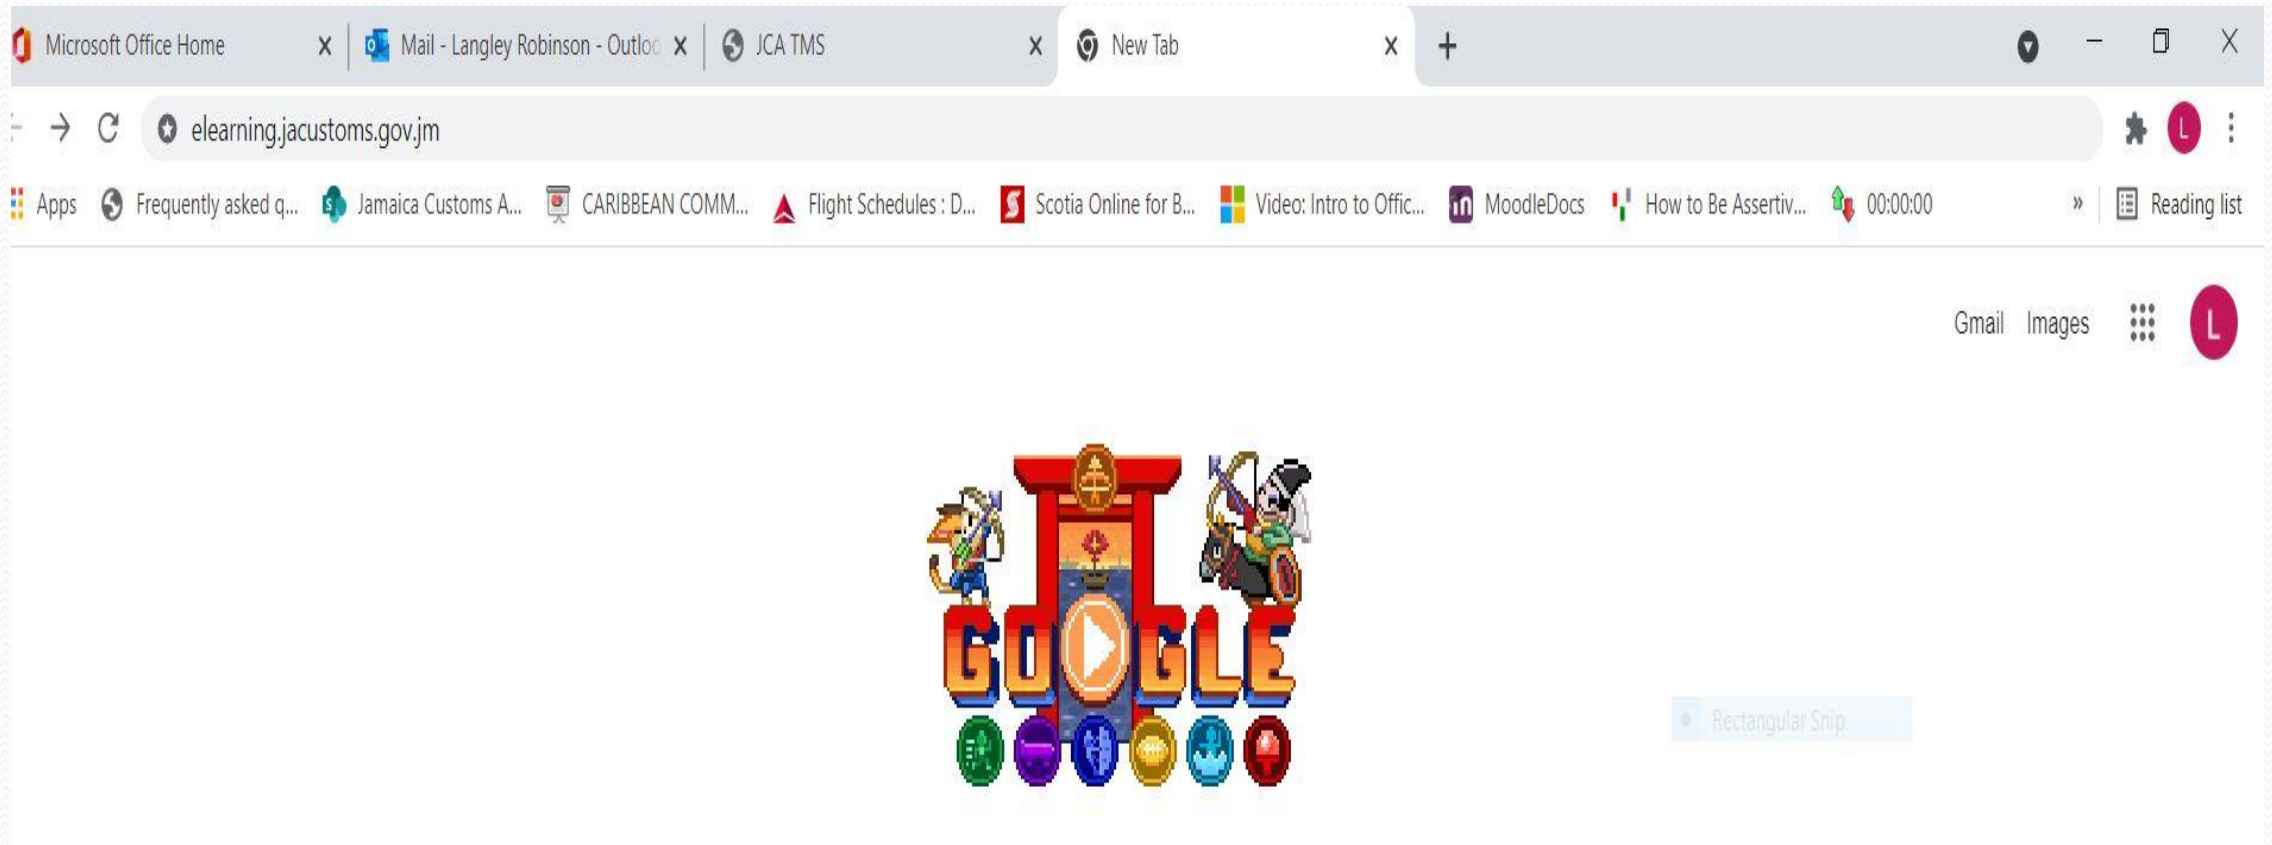 Microsoft Office Home Mail - Langley Robinson - Outloo JCA TMS New Tab
elearning.jacustoms.gov.jm L
Apps Frequently asked q... Jamaica Customs A... CARIBBEAN COMM... Flight Schedules : D... Scotia Online for B... Video: Intro to Offic... MoodleDocs How to Be Assertiv... 00:00:00 » Reading list
Gmail Images L
GOOGLE
Rectangular Snip